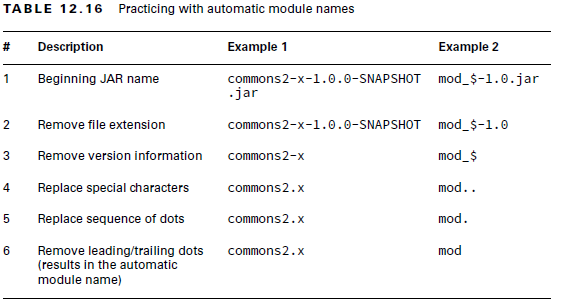 TABLE 12.16 Practicing with automatic module names
# Description Example 1 Example 2
1 Beginning JAR name commons2-x-1.0.0-SNAPSHOT mod_$-1.0.jar
.jar
2 Remove file extension commons2-x-1.0.0-SNAPSHOT mod_$-1.0
3 Remove version information commons2-x mod_$
4 Replace special characters commons2.x mod..
5 Replace sequence of dots commons2.x mod.
6 Remove leading/trailing dots commons2.x mod
(results in the automatic
module name)